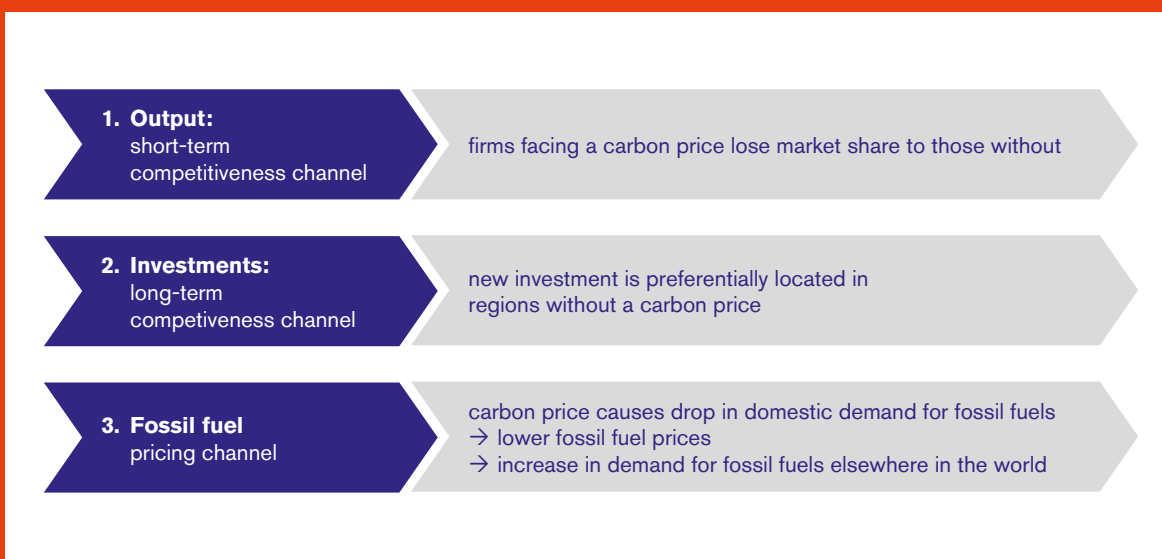 1. Output:
short-term
competitiveness channel
firms facing a carbon price lose market share to those without
2. Investments:
long-term
competiveness channel
new investment is preferentially located in
regions without a carbon price
3. Fossil fuel
pricing channel
carbon price causes drop in domestic demand for fossil fuels
→ lower fossil fuel prices
→ increase in demand for fossil fuels elsewhere in the world